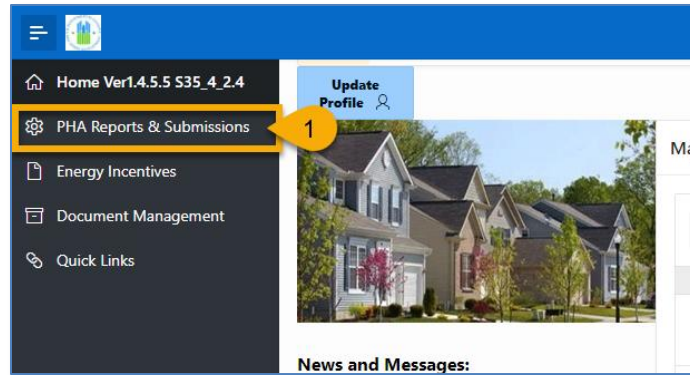 Home Ver1.4.5.5 S35_4_2.4
PHA Reports & Submissions
1
Energy Incentives
Document Management
Quick Links
Update
Profile
News and Messages: